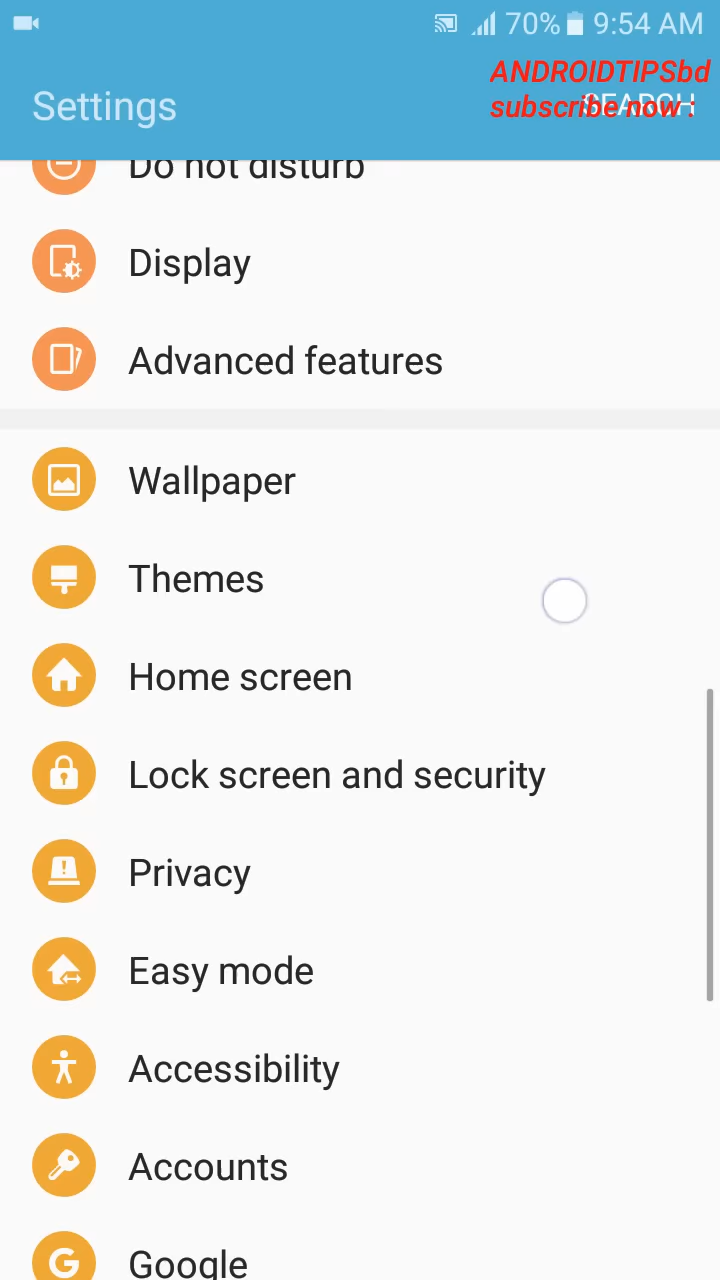 70% 9:54 AM
ANDROIDTIPSbd
Settings
subscribe now :
SEARCH
Do not disturb
Display
Advanced features
Wallpaper
Themes
Home screen
Lock screen and security
Privacy
Easy mode
Accessibility
Accounts
Google